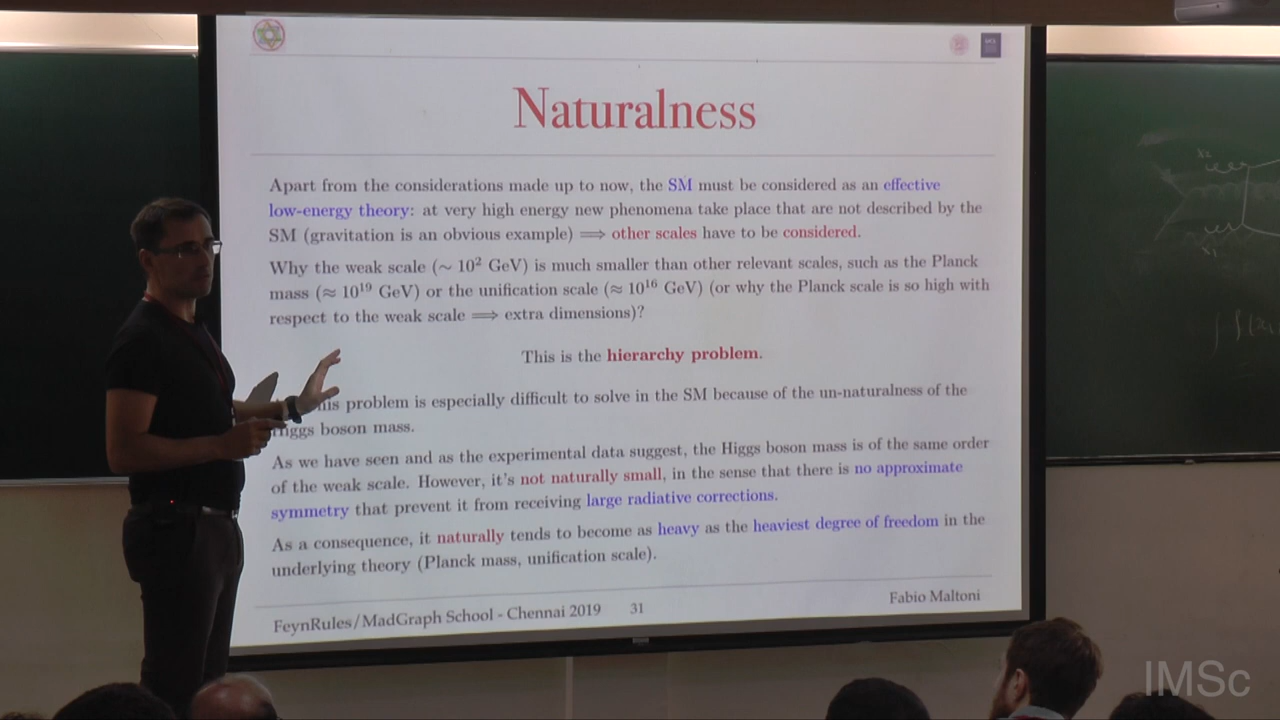 Naturalness
Apart from the considerations made up to now, the SM must be considered as an effective
low-energy theory: at very high energy new phenomena take place that are not described by the
SM (gravitation is an obvious example) ⟹ other scales have to be considered.
Why the weak scale (∼ 10² GeV) is much smaller than other relevant scales, such as the Planck
mass (≈ 10¹⁹ GeV) or the unification scale (≈ 10¹⁶ GeV) (or why the Planck scale is so high with
respect to the weak scale ⟹ extra dimensions)?
This is the hierarchy problem.
problem is especially difficult to solve in the SM because of the un-naturalness of the
boson mass.
As we have seen and as the experimental data suggest, the Higgs boson mass is of the same order
of the weak scale. However, it's not naturally small, in the sense that there is no approximate
symmetry that prevent it from receiving large radiative corrections.
As a consequence, it naturally tends to become as heavy as the heaviest degree of freedom in the
underlying theory (Planck mass, unification scale).
FeynRules/MadGraph School - Chennai 2019 31 Fabio Maltoni
IMSc